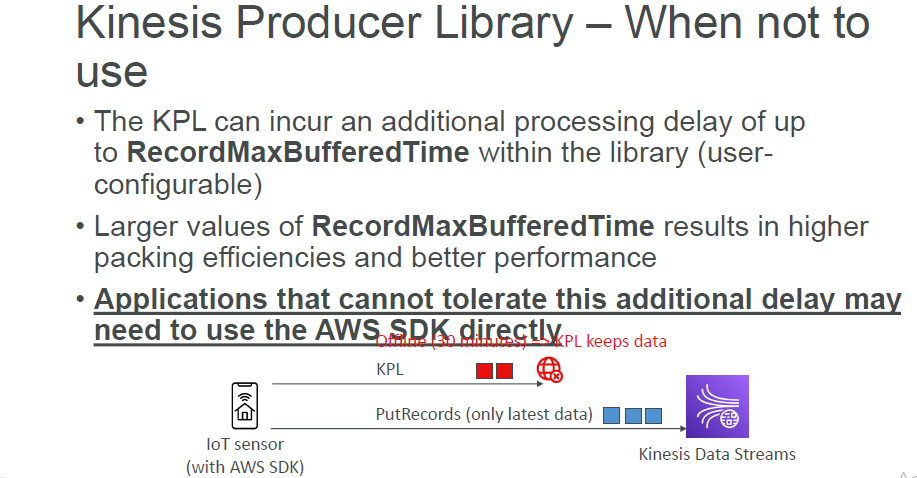 Kinesis Producer Library – When not to
use
• The KPL can incur an additional processing delay of up
to RecordMaxBufferedTime within the library (user-
configurable)
• Larger values of RecordMaxBufferedTime results in higher
packing efficiencies and better performance
• Applications that cannot tolerate this additional delay may
need to use the AWS SDK directly
Offline (30 minutes) => KPL keeps data
KPL
PutRecords (only latest data)
IoT sensor
(with AWS SDK)
Kinesis Data Streams